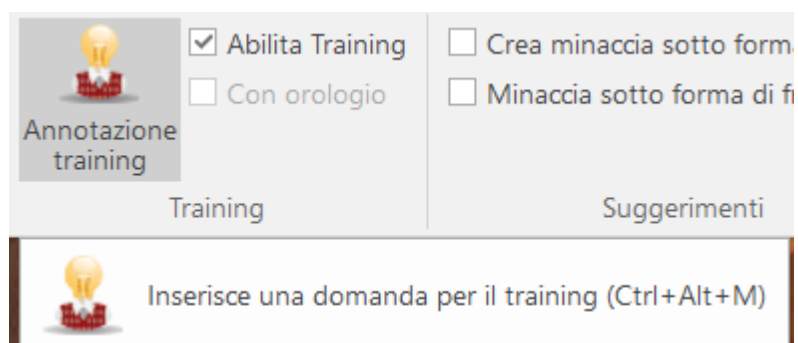 Abilita Training
Con orologio
Annotazione
training
Training
Crea minaccia sotto form
Minaccia sotto forma di
Suggerimenti
Inserisce una domanda per il training (Ctrl+Alt+M)